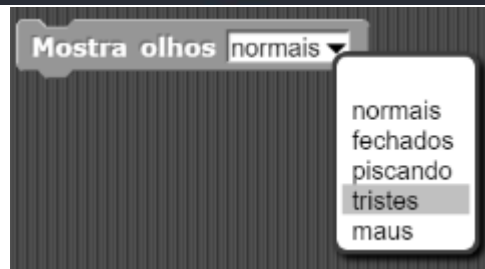 Mostra olhos normais
normais
fechados
piscando
tristes
maus